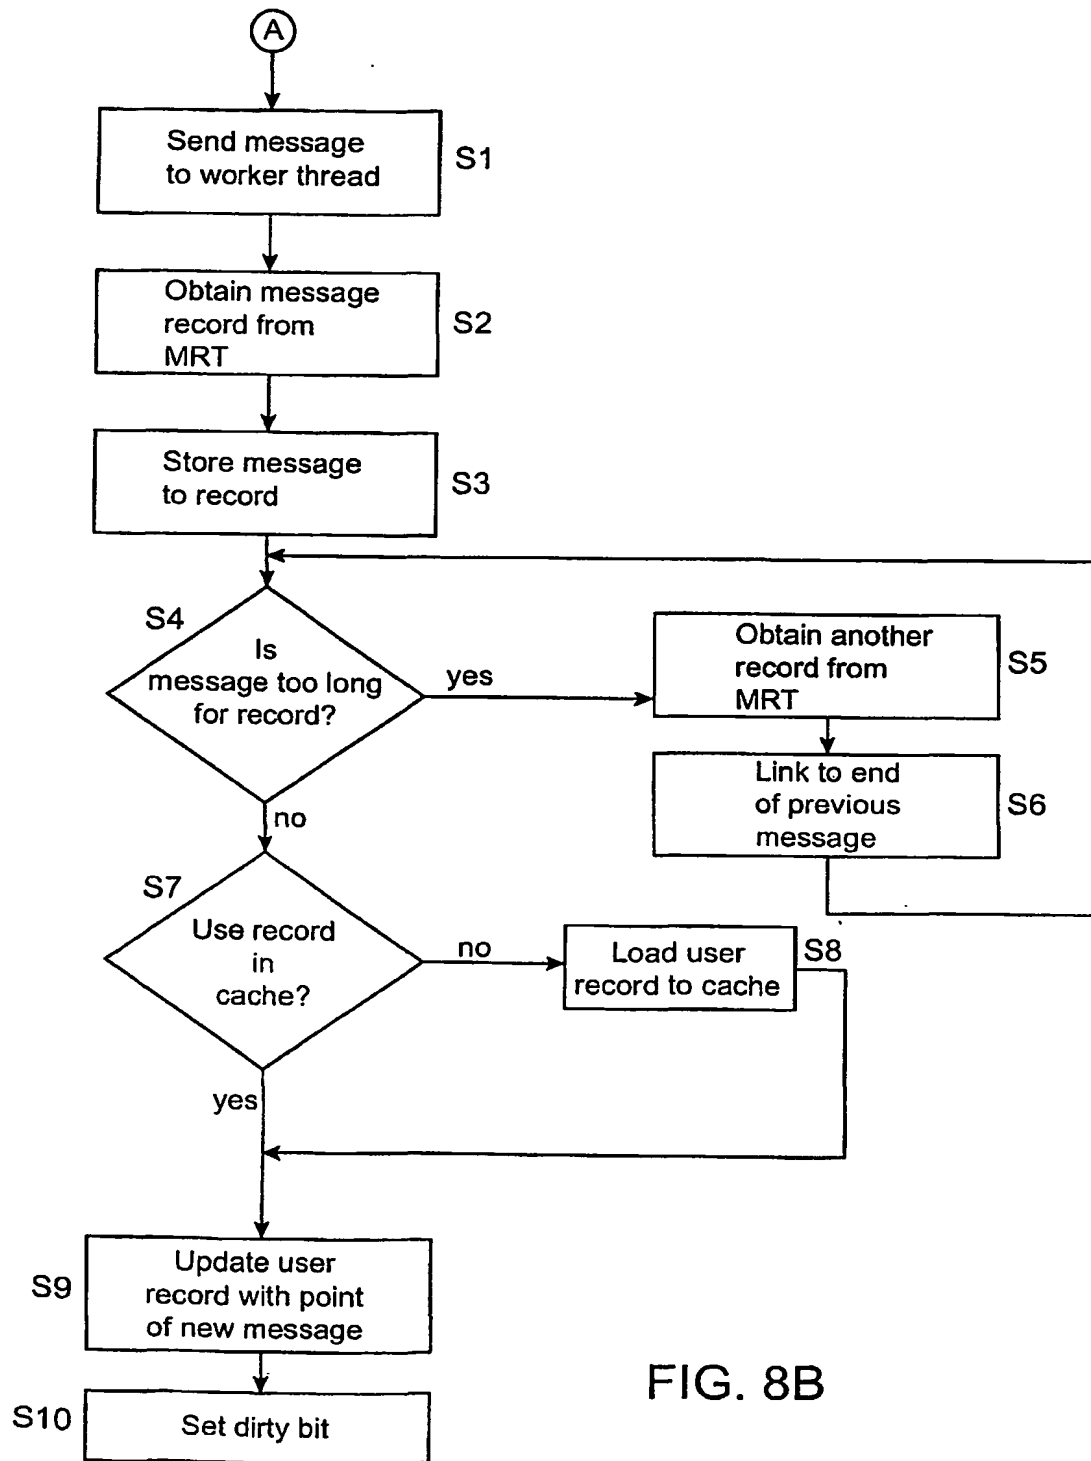 A
Send message
to worker thread
S1
Obtain message
record from
MRT
S2
Store message
to record
S3
S4
Is
message too long
for record?
yes
Obtain another
record from
MRT
S5
Link to end
of previous
message
S6
no
S7
Use record
in
cache?
no
Load user
record to cache
S8
yes
S9
Update user
record with point
of new message
S10
Set dirty bit
FIG. 8B